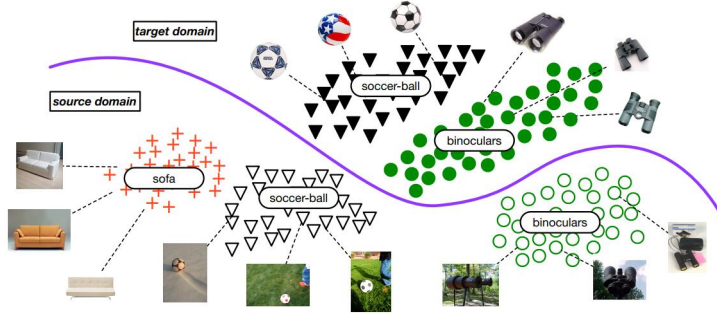 target domain
source domain
soccer-ball
binoculars
sofa
soccer-ball
binoculars